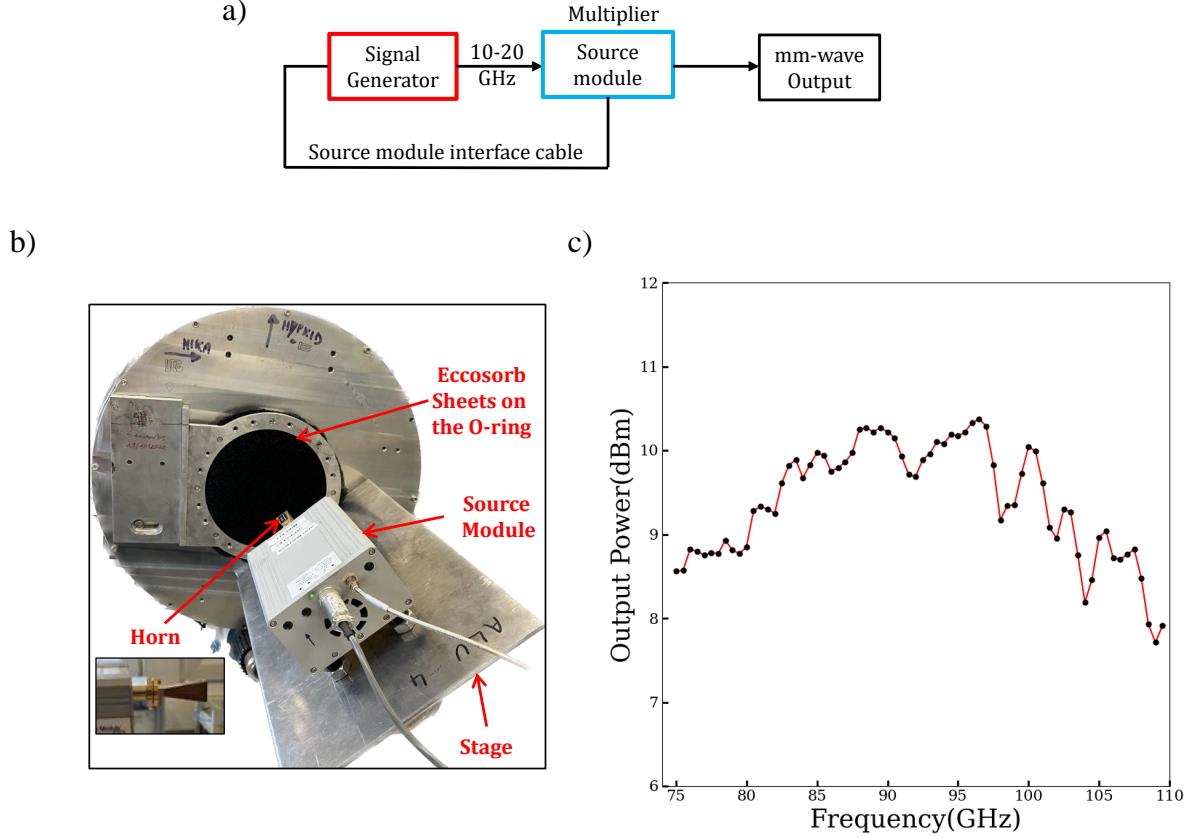 a)
Multiplier
Signal
Generator
10-20
GHz
Source
module
mm-wave
Output
Source module interface cable
b)
NIKA
Eccosorb
Sheets on
the O-ring
Source
Module
Horn
ALU
4
Stage
c)
12
11
10
9
8
7
6
75
80
85
90
95
100
105
110
Output Power(dBm)
Frequency(GHz)